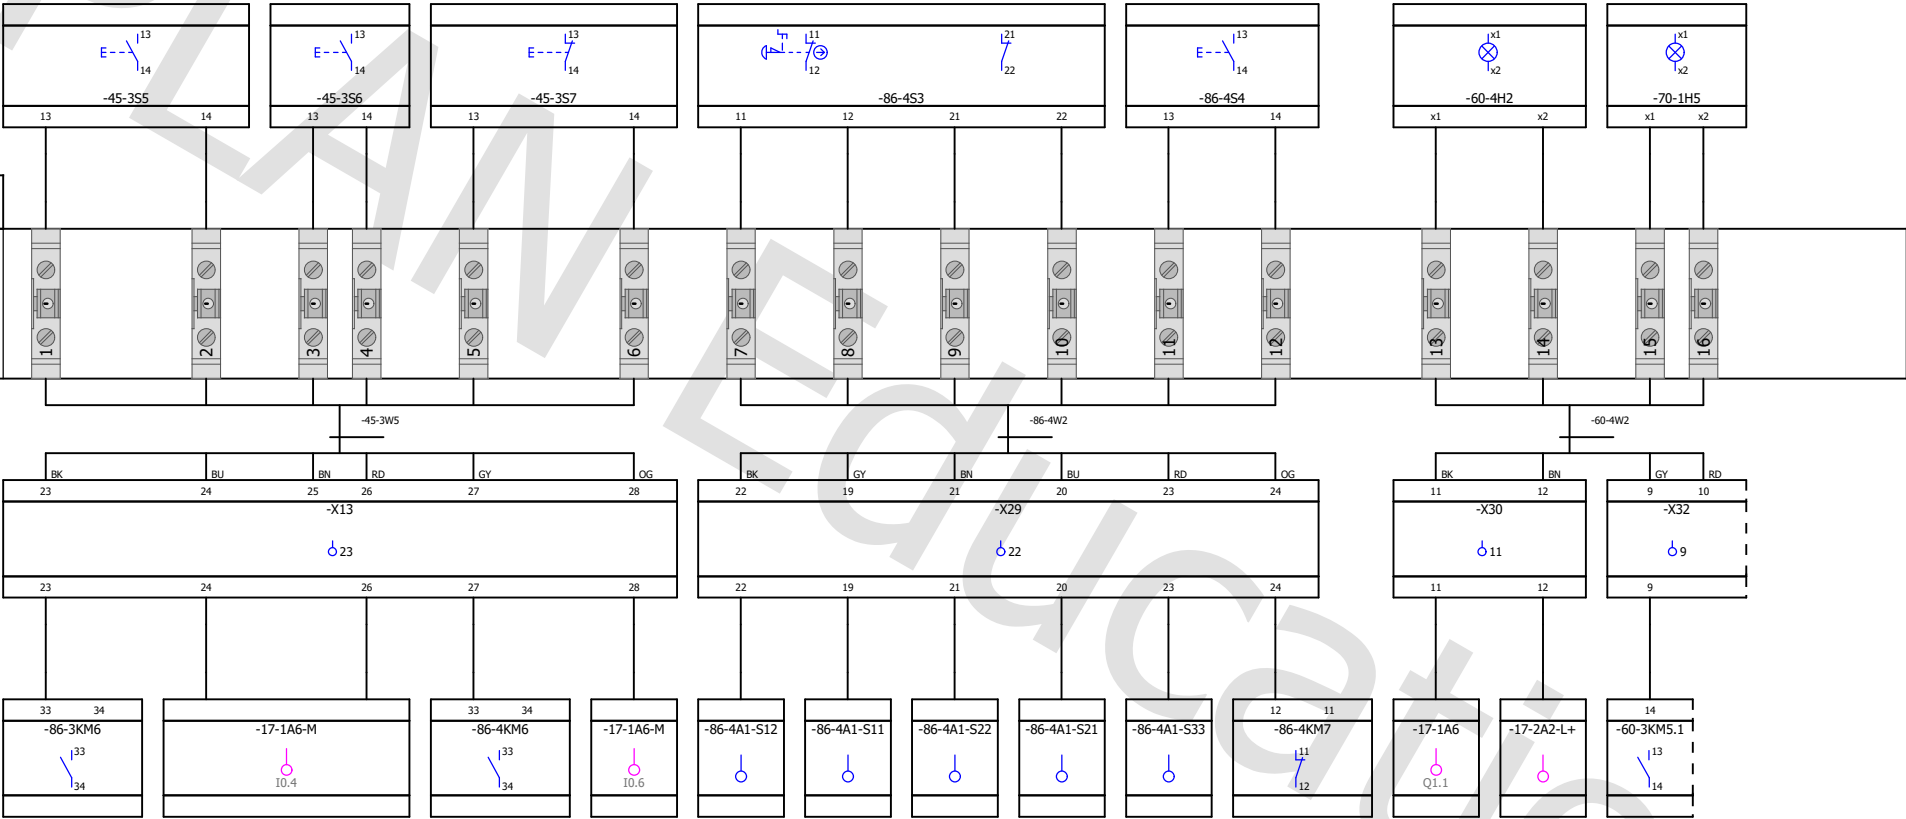 13 13 13 11 21 13 x1 x1
14 14 14 12 22 14 x2 x2
-45-3S5 -45-3S6 -45-3S7 -86-4S3 -86-4S4 -60-4H2 -70-1H5
13 14 13 14 13 14 11 12 21 22 13 14 x1 x2 x1 x2
1 2 3 4 5 6 7 8 9 10 11 12 13 14 15 16
-45-3W5 -86-4W2 -60-4W2
BK BU BN RD GY OG BK GY BN BU RD OG BK BN GY RD
23 24 25 26 27 28 22 19 21 20 23 24 11 12 9 10
-X13 -X29 -X30 -X32
23 22 11 9
23 24 26 27 28 22 19 21 20 23 24 11 12 9
33 34 33 34 12 11 14
-86-3KM6 -17-1A6-M -86-4KM6 -17-1A6-M -86-4A1-S12 -86-4A1-S11 -86-4A1-S22 -86-4A1-S21 -86-4A1-S33 -86-4KM7 -17-1A6 -17-2A2-L+ -60-3KM5.1
33 33 11 13
34 I0.4 34 I0.6 12 Q1.1 14
PLAN Educatio